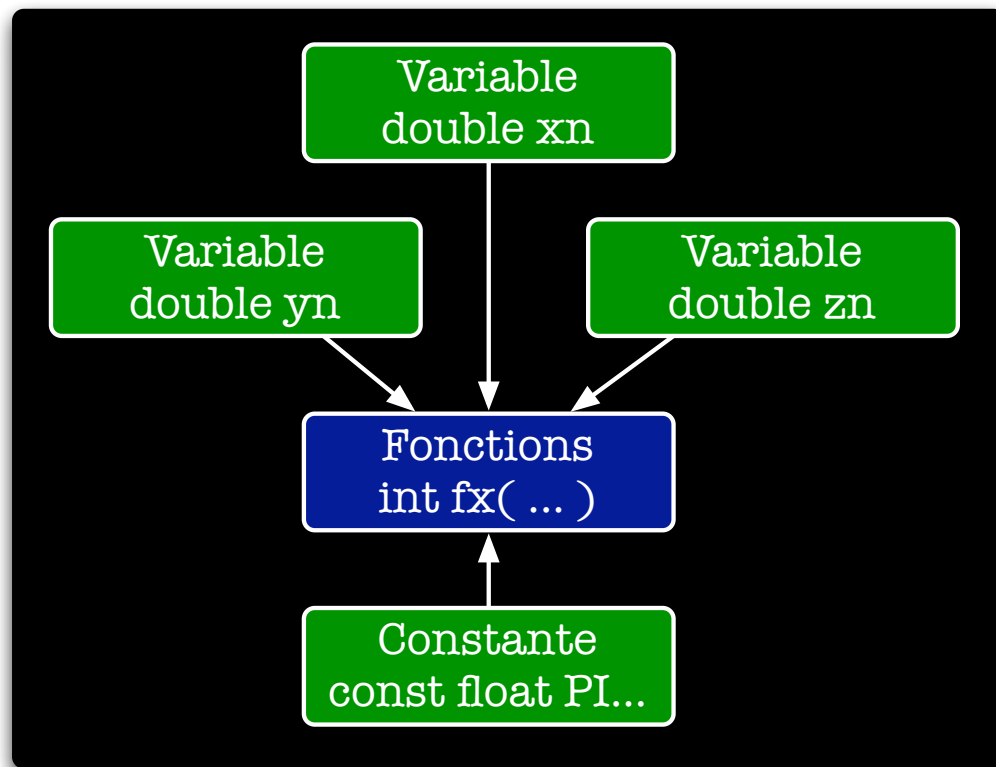 Variable
double xn
Variable
double yn
Variable
double zn
Fonctions
int fx( ... )
Constante
const float PI...